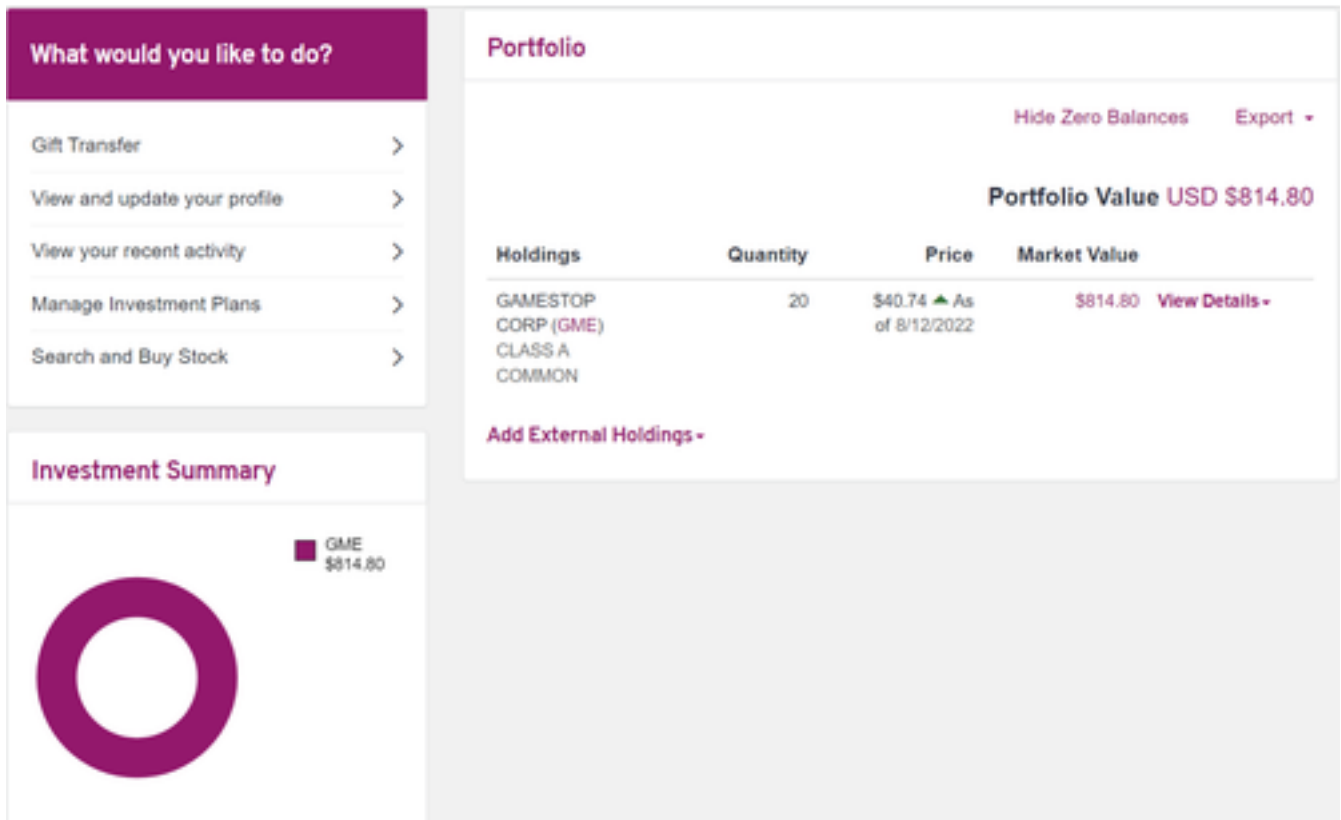 What would you like to do?
Gift Transfer
View and update your profile
View your recent activity
Manage Investment Plans
Search and Buy Stock
Investment Summary
GME
$814.80
Portfolio
Hide Zero Balances Export
Portfolio Value USD $814.80
Holdings Quantity Price Market Value
GAMESTOP 20 $40.74 As $814.80 View Details
CORP (GME) of 8/12/2022
CLASS A
COMMON
Add External Holdings